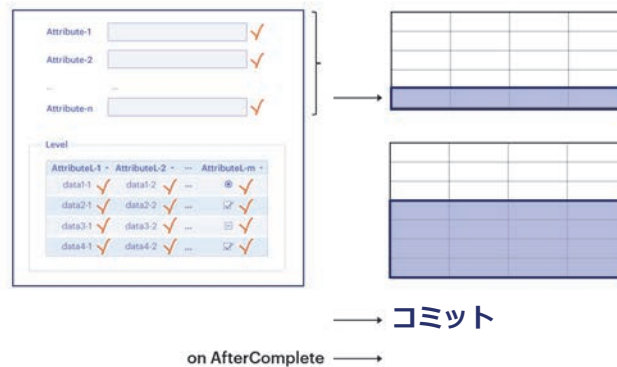 Attribute-1
Attribute-2
... ...
Attribute-n
Level
AttributeL-1 AttributeL-2 ... AttributeL-m
data1-1 data1-2 ...
data2-1 data2-2 ...
data3-1 data3-2 ...
data4-1 data4-2 ...
コミット
on AfterComplete